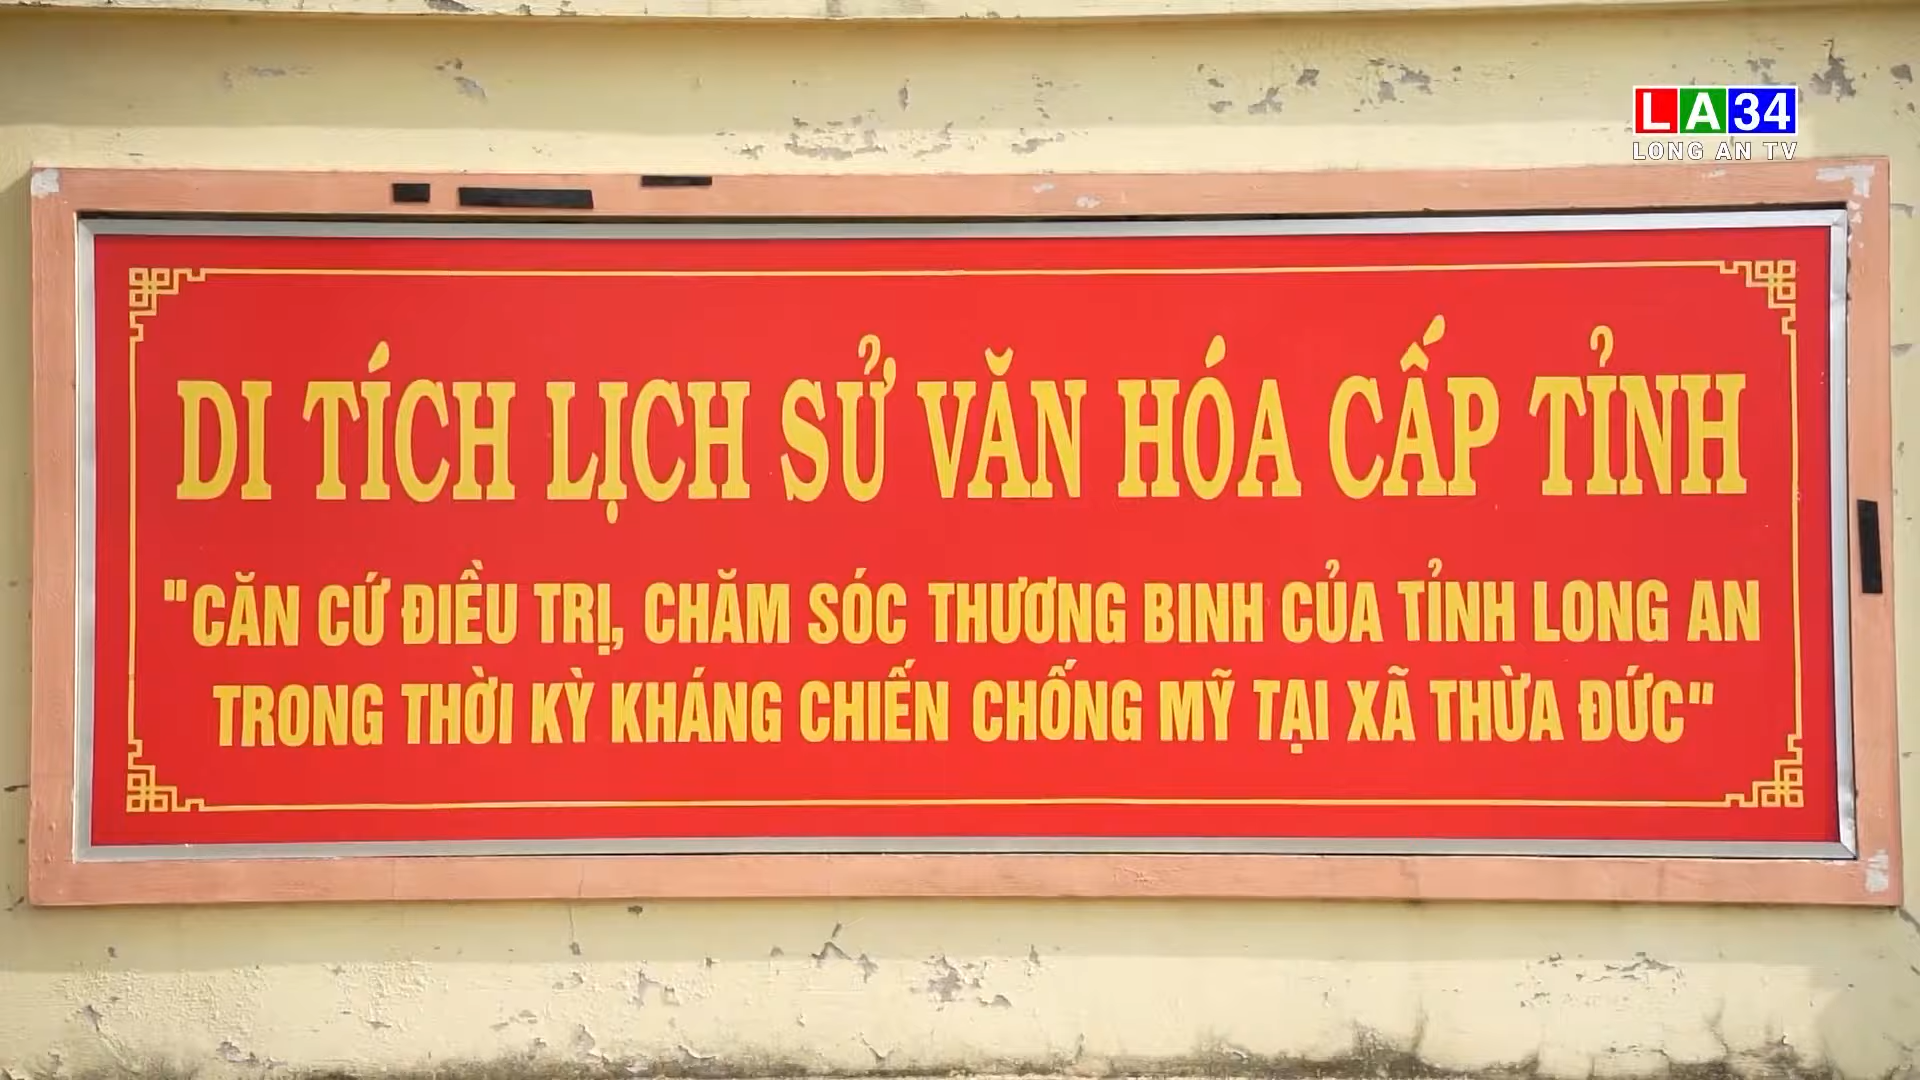 LA34
LONG AN TV
DI TÍCH LỊCH SỬ VĂN HÓA CẤP TỈNH
"CĂN CỨ ĐIỀU TRỊ, CHĂM SÓC THƯƠNG BINH CỦA TỈNH LONG AN
TRONG THỜI KỲ KHÁNG CHIẾN CHỐNG MỸ TẠI XÃ THỪA ĐỨC"